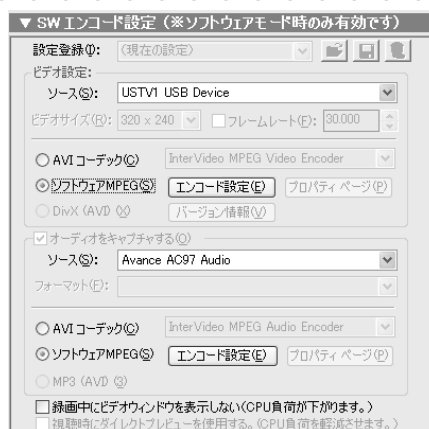 ▼ SW エンコード設定（※ソフトウェアモード時のみ有効です）
設定登録(I): (現在の設定)
ビデオ設定:
ソース(S): USTV1 USB Device
ビデオサイズ(R): 320 x 240 フレームレート(F): 30.000
AVI コーデック(C) InterVideo MPEG Video Encoder
ソフトウェアMPEG(S) エンコード設定(E) プロパティ ページ(P)
DivX (AVI) (X) バージョン情報(V)
オーディオをキャプチャする(O)
ソース(S): Avance AC97 Audio
フォーマット(F):
AVI コーデック(C) InterVideo MPEG Audio Encoder
ソフトウェアMPEG(S) エンコード設定(E) プロパティ ページ(P)
MP3 (AVI) (3)
録画中にビデオウィンドウを表示しない(CPU負荷が下がります。)
視聴時にダイレクトプレビューを使用する。(CPU負荷を軽減させます。)